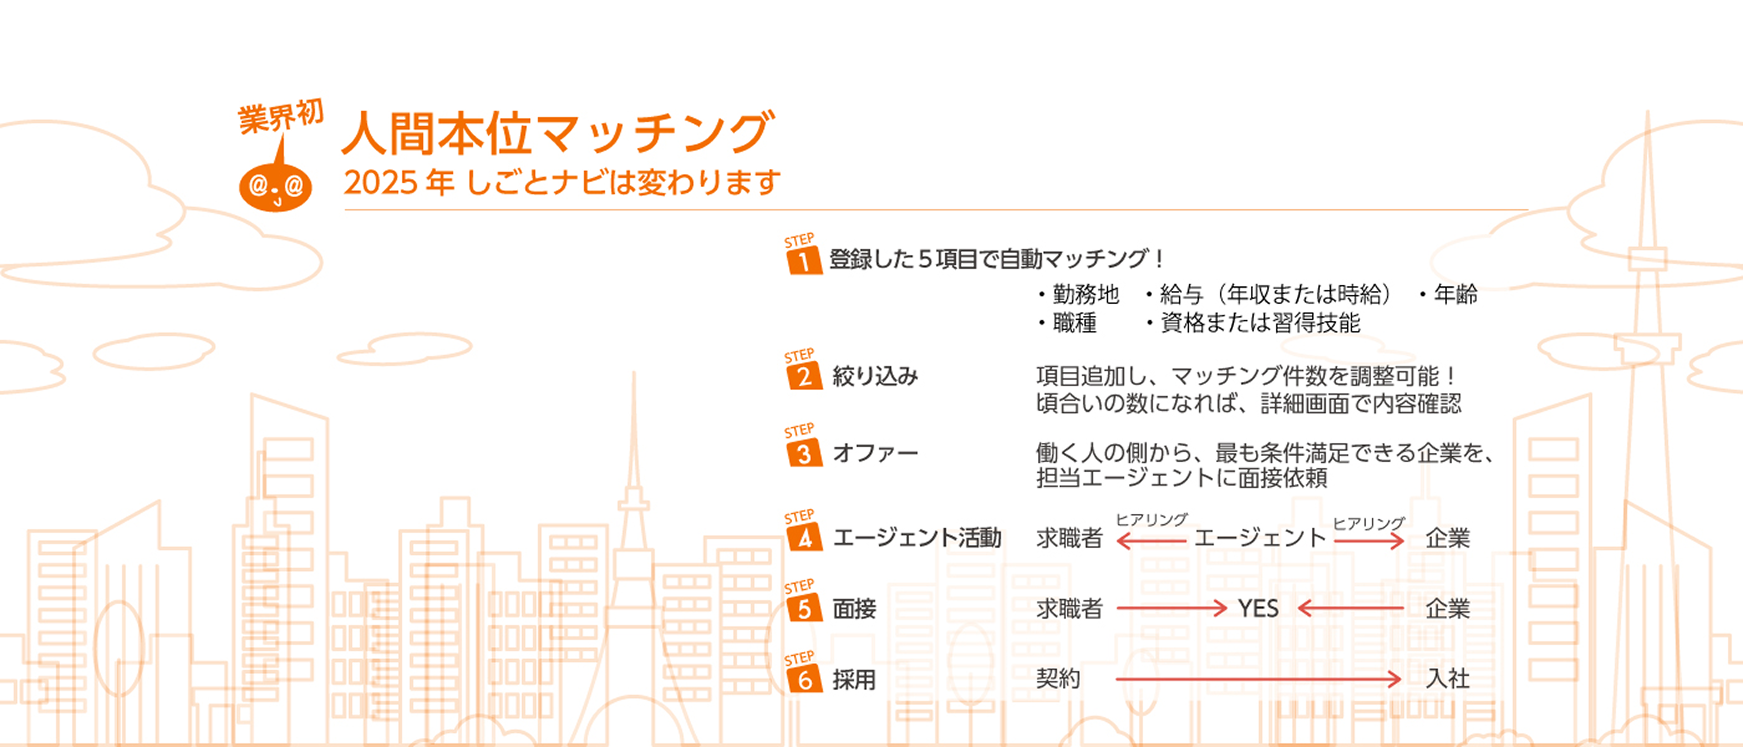 業界初
人間本位マッチング
@.@
2025年 しごとナビは変わります
STEP
1 登録した5項目で自動マッチング！
・勤務地 ・給与（年収または時給） ・年齢
・職種 ・資格または習得技能
STEP
2 絞り込み 項目追加し、マッチング件数を調整可能！
頃合いの数になれば、詳細画面で内容確認
STEP
3 オファー 働く人の側から、最も条件満足できる企業を、
担当エージェントに面接依頼
STEP
ヒアリング ヒアリング
4 エージェント活動 求職者 エージェント 企業
STEP
5 面接 求職者 YES 企業
STEP
6 採用 契約 入社